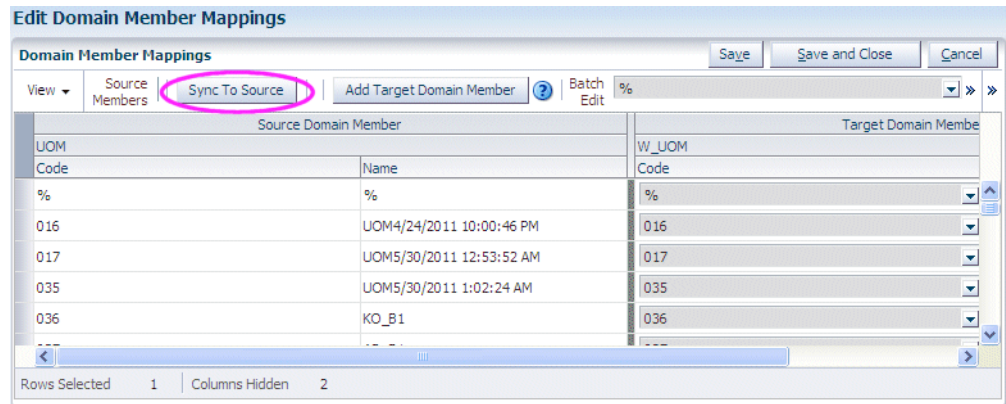 Edit Domain Member Mappings
Domain Member Mappings Save Save and Close Cancel
View Source Members Sync To Source Add Target Domain Member ? Batch Edit % » »
Source Domain Member Target Domain Membe
UOM W_UOM
Code Name Code
% % %
016 UOM4/24/2011 10:00:46 PM 016
017 UOM5/30/2011 12:53:52 AM 017
035 UOM5/30/2011 1:02:24 AM 035
036 KO_B1 036
Rows Selected 1 Columns Hidden 2